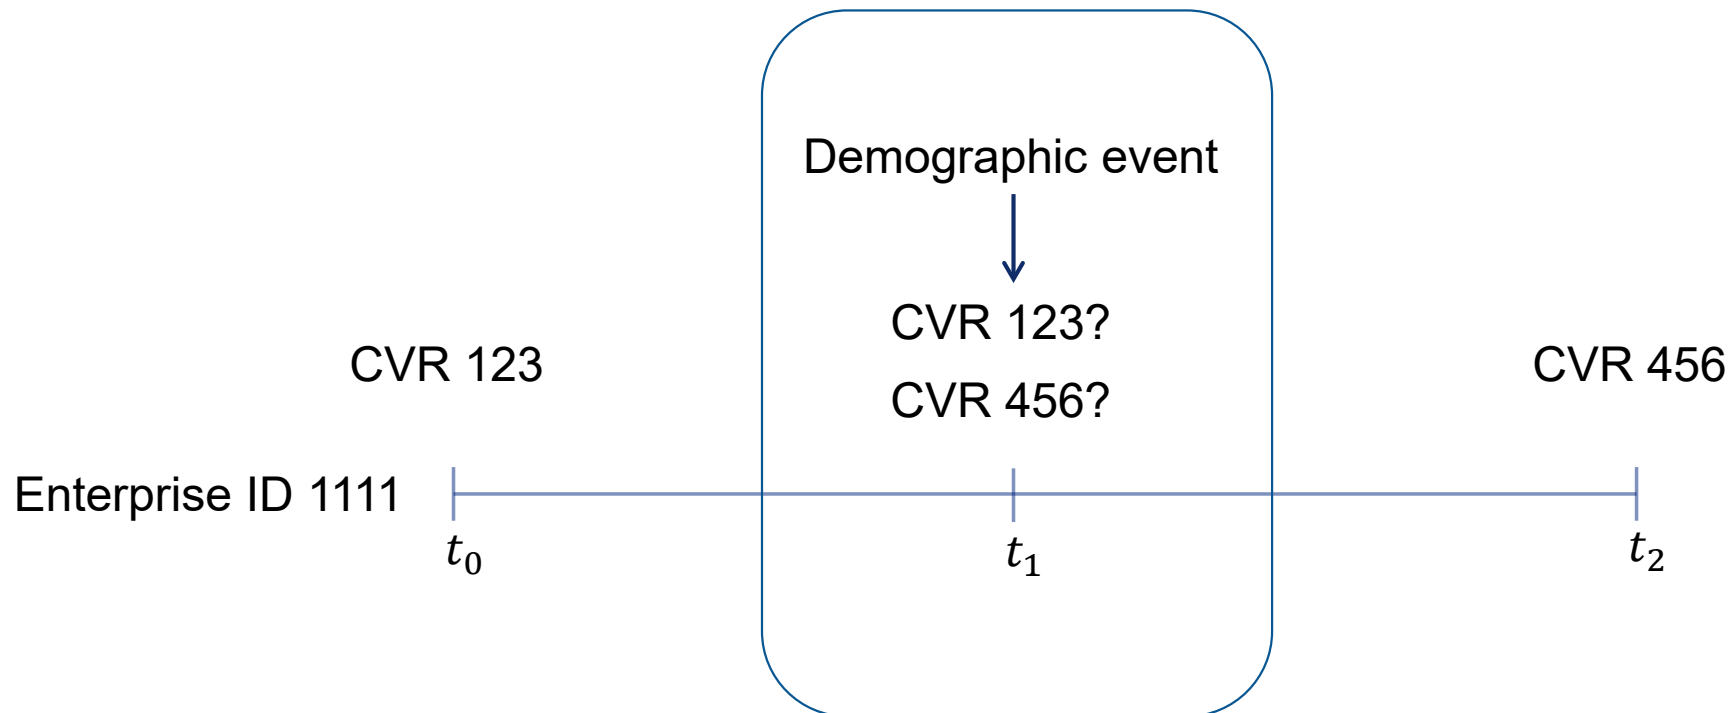 Demographic event
CVR 123?
CVR 123
CVR 456
CVR 456?
Enterprise ID 1111
t₀
t₁
t₂